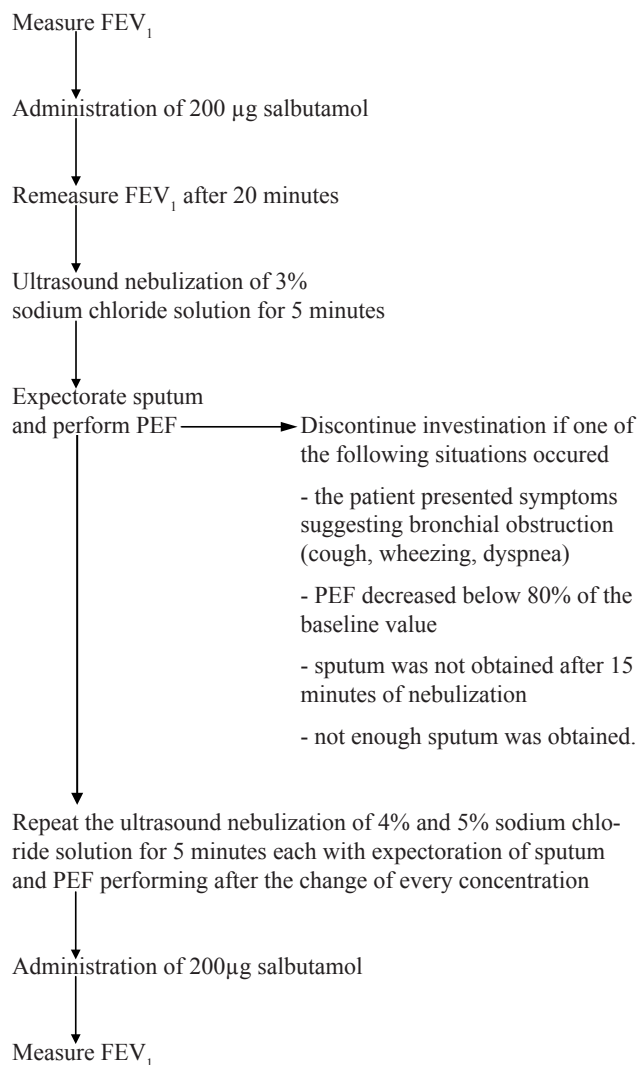 Measure FEV1
Administration of 200 µg salbutamol
Remeasure FEV1 after 20 minutes
Ultrasound nebulization of 3%
sodium chloride solution for 5 minutes
Expectorate sputum
and perform PEF
Discontinue investination if one of
the following situations occured
- the patient presented symptoms
suggesting bronchial obstruction
(cough, wheezing, dyspnea)
- PEF decreased below 80% of the
baseline value
- sputum was not obtained after 15
minutes of nebulization
- not enough sputum was obtained.
Repeat the ultrasound nebulization of 4% and 5% sodium chlo-
ride solution for 5 minutes each with expectoration of sputum
and PEF performing after the change of every concentration
Administration of 200µg salbutamol
Measure FEV1